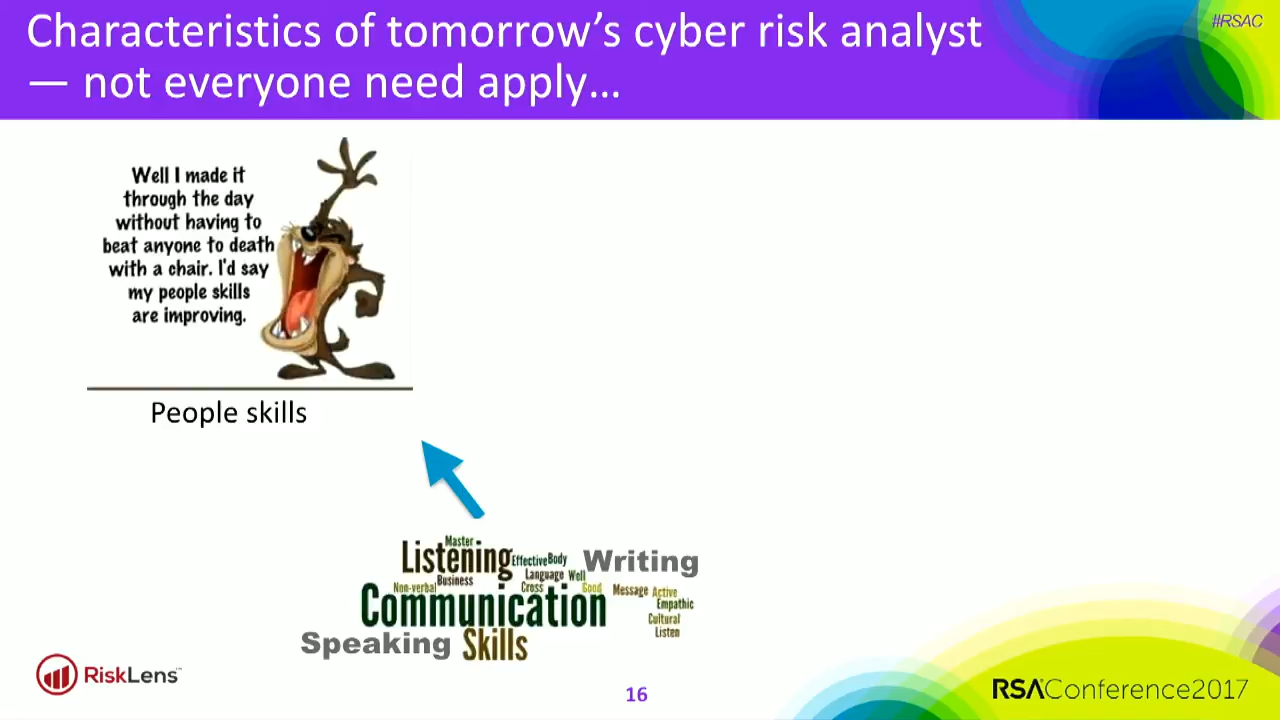 Characteristics of tomorrow’s cyber risk analyst
— not everyone need apply…
#RSAC
Well I made it
through the day
without having to
beat anyone to death
with a chair. I'd say
my people skills
are improving.
People skills
Master
Listening
Effective Body
Writing
Language Well
Business
Non-verbal
Cross
Good
Message Active
Communication
Empathic
Cultural
Listen
Speaking
Skills
RiskLens™
16
RSAConference2017